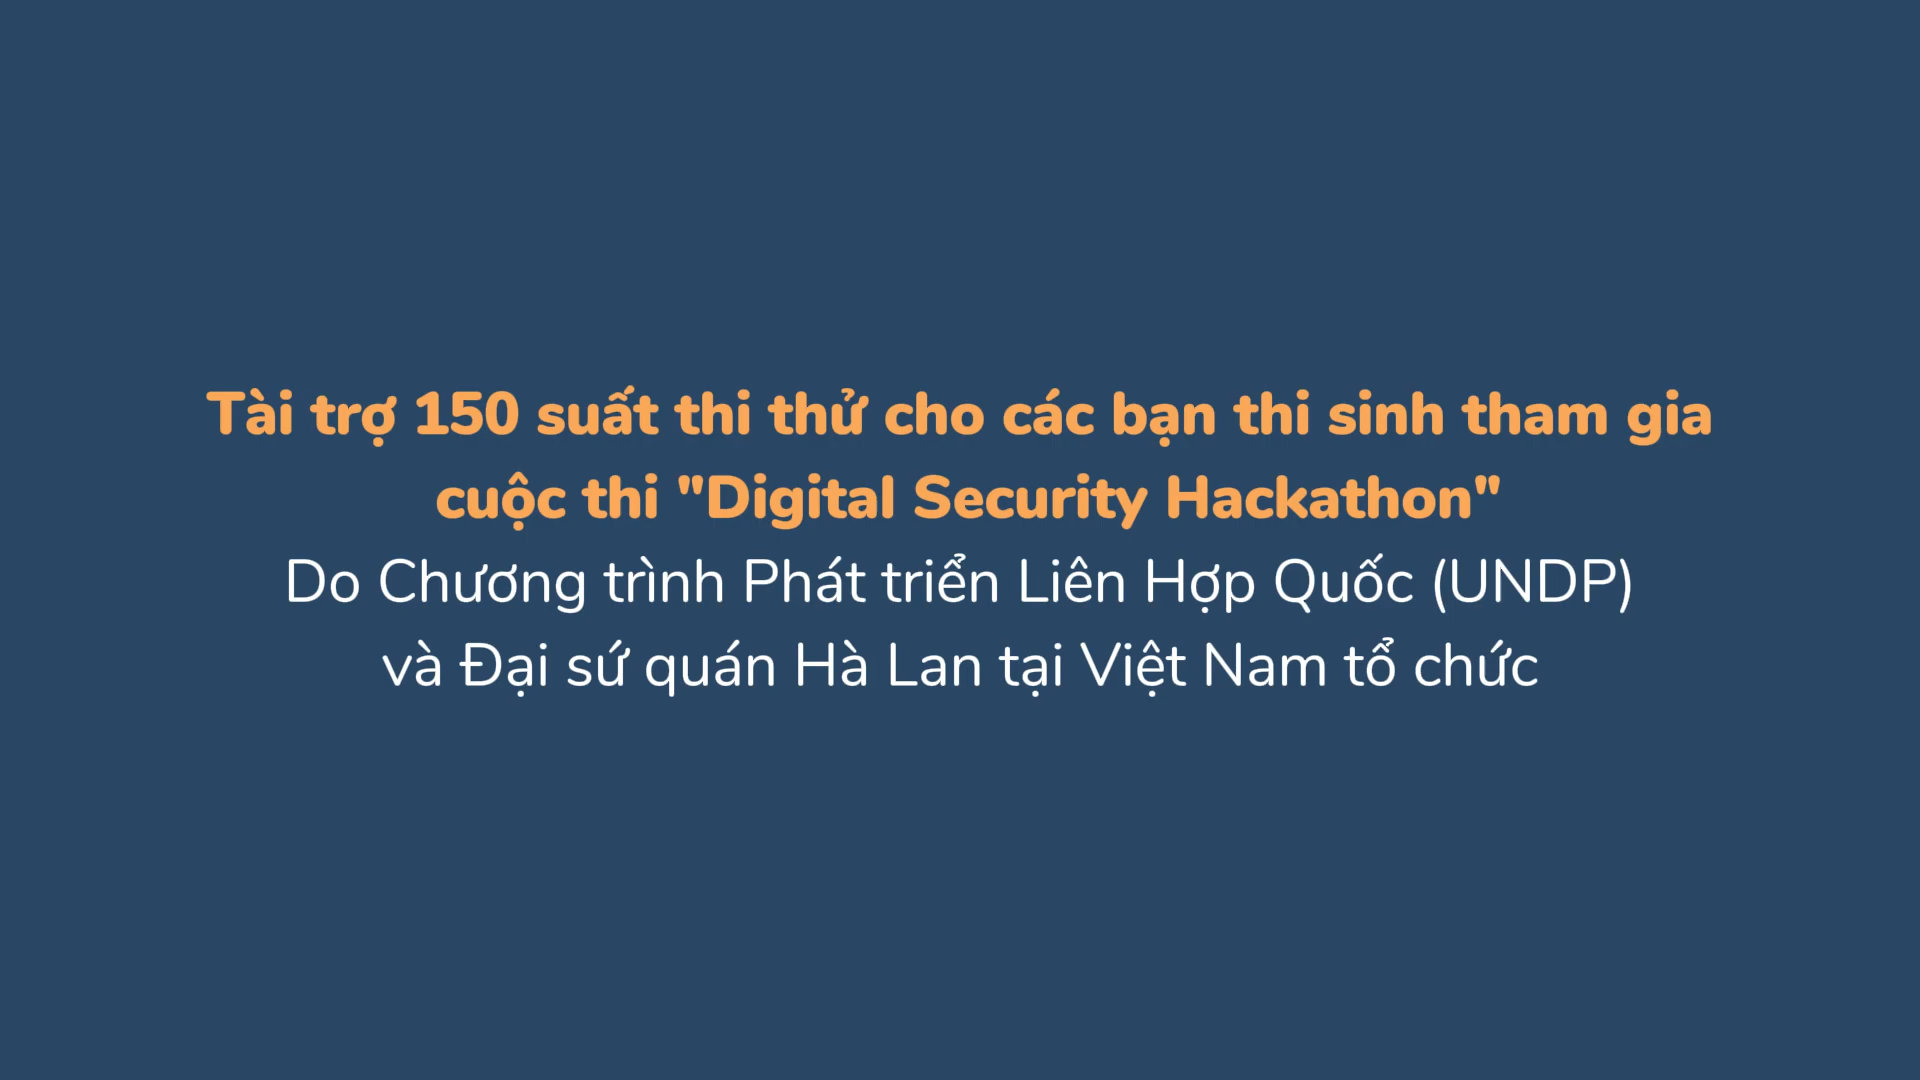 Tài trợ 150 suất thi thử cho các bạn thi sinh tham gia
cuộc thi "Digital Security Hackathon"
Do Chương trình Phát triển Liên Hợp Quốc (UNDP)
và Đại sứ quán Hà Lan tại Việt Nam tổ chức